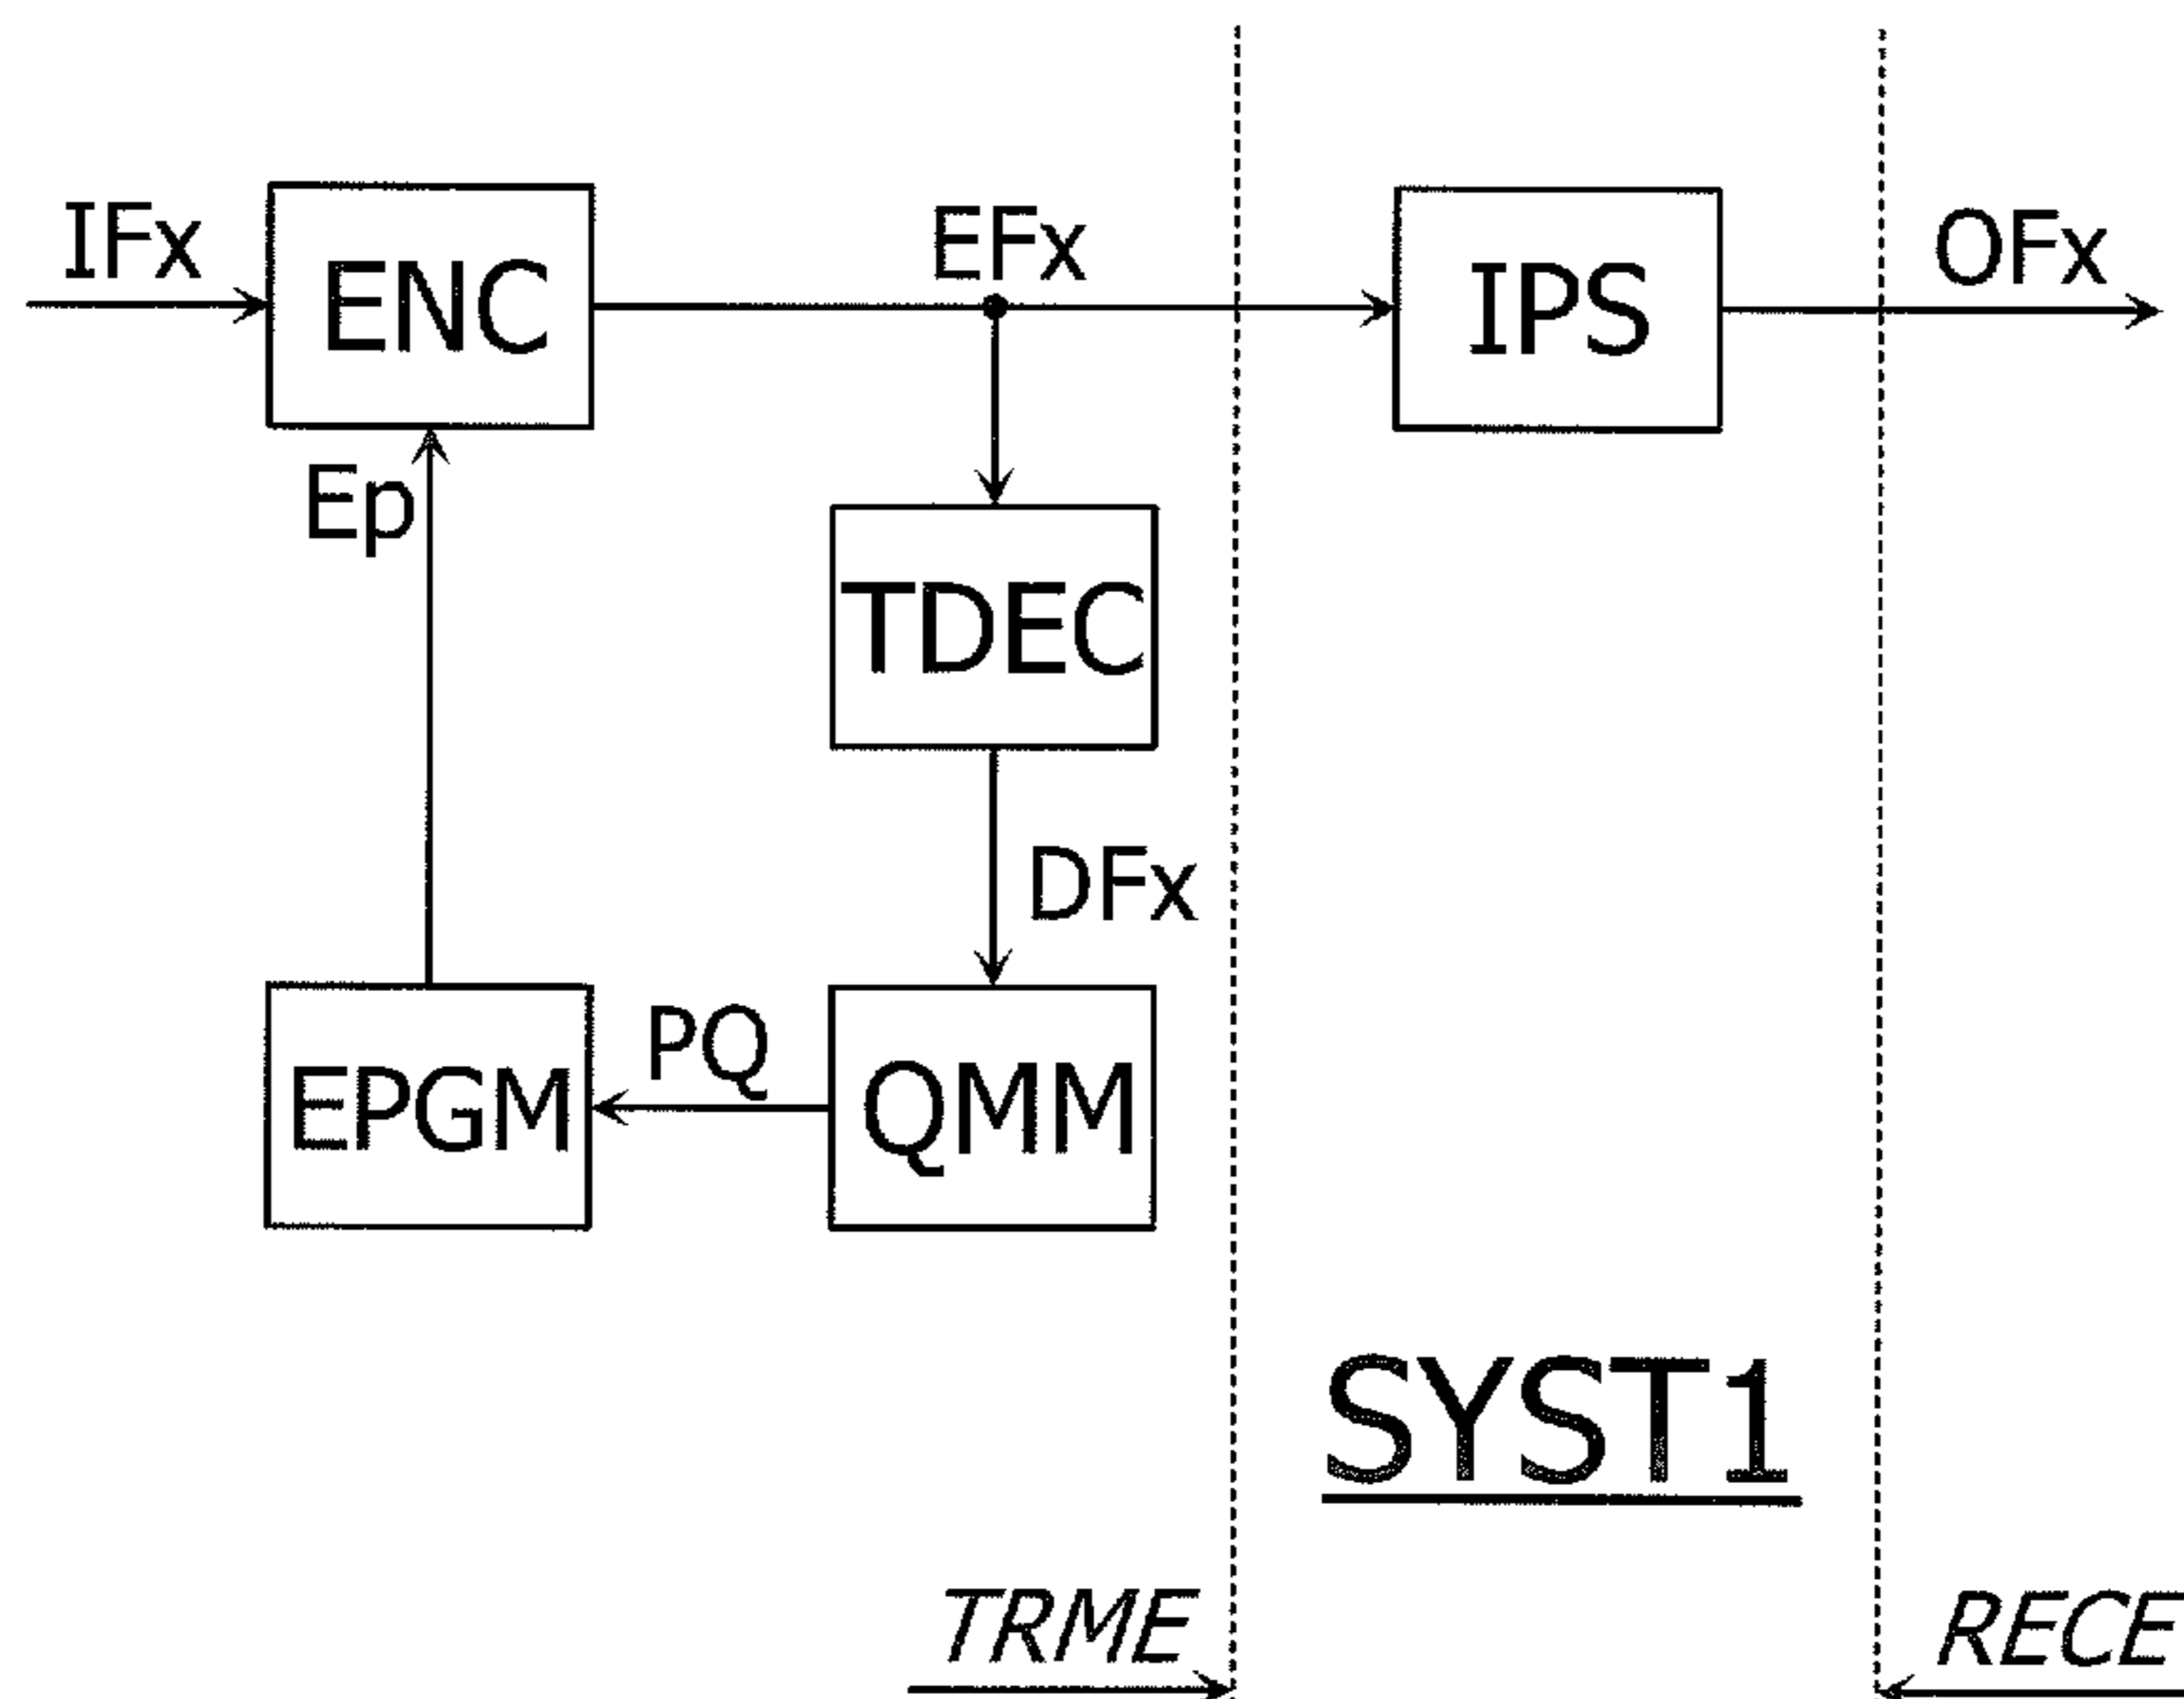 IFx
ENC
EFx
IPS
OFx
Ep
TDEC
DFx
EPGM
PQ
QMM
SYST1
TRME
RECE